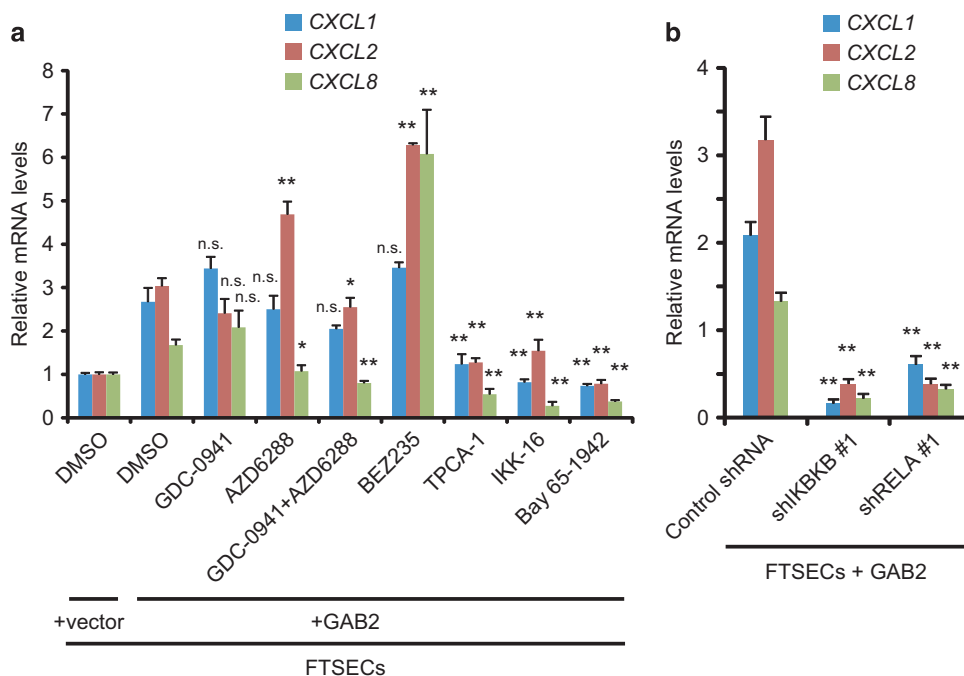 a
CXCL1
CXCL2
CXCL8
Relative mRNA levels
8
7
6
5
4
3
2
1
0
n.s.
n.s.
n.s.
n.s.
**
*
n.s.
*
**
n.s.
**
**
**
**
**
**
**
**
**
**
**
DMSO
DMSO
GDC-0941
AZD6288
GDC-0941+AZD6288
BEZ235
TPCA-1
IKK-16
Bay 65-1942
+vector
+GAB2
FTSECs
b
CXCL1
CXCL2
CXCL8
Relative mRNA levels
4
3
2
1
0
**
**
**
**
**
**
Control shRNA
shIKBKB #1
shRELA #1
FTSECs + GAB2